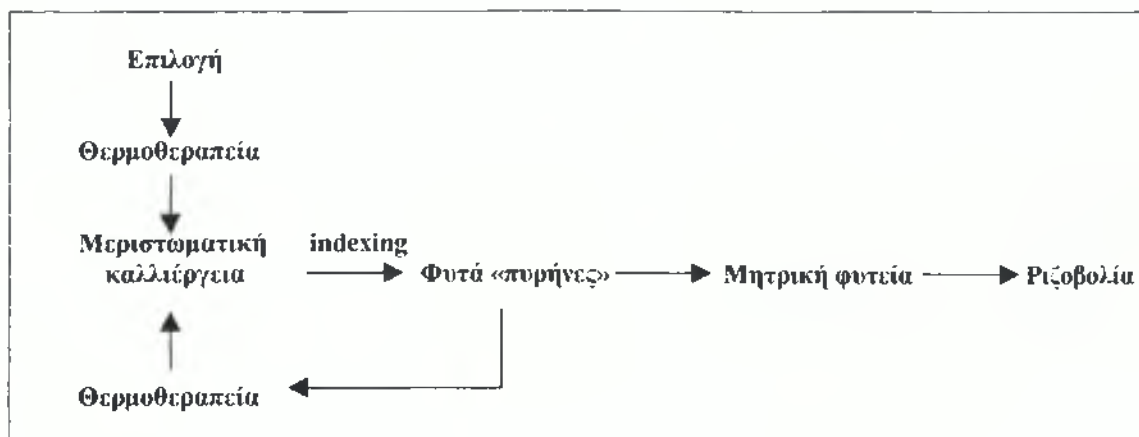 Επιλογή
Θερμοθεραπεία
Μεριστωματική
καλλιέργεια
indexing
Φυτά «πυρήνες»
Μητρική φυτεία
Ριζοβολία
Θερμοθεραπεία